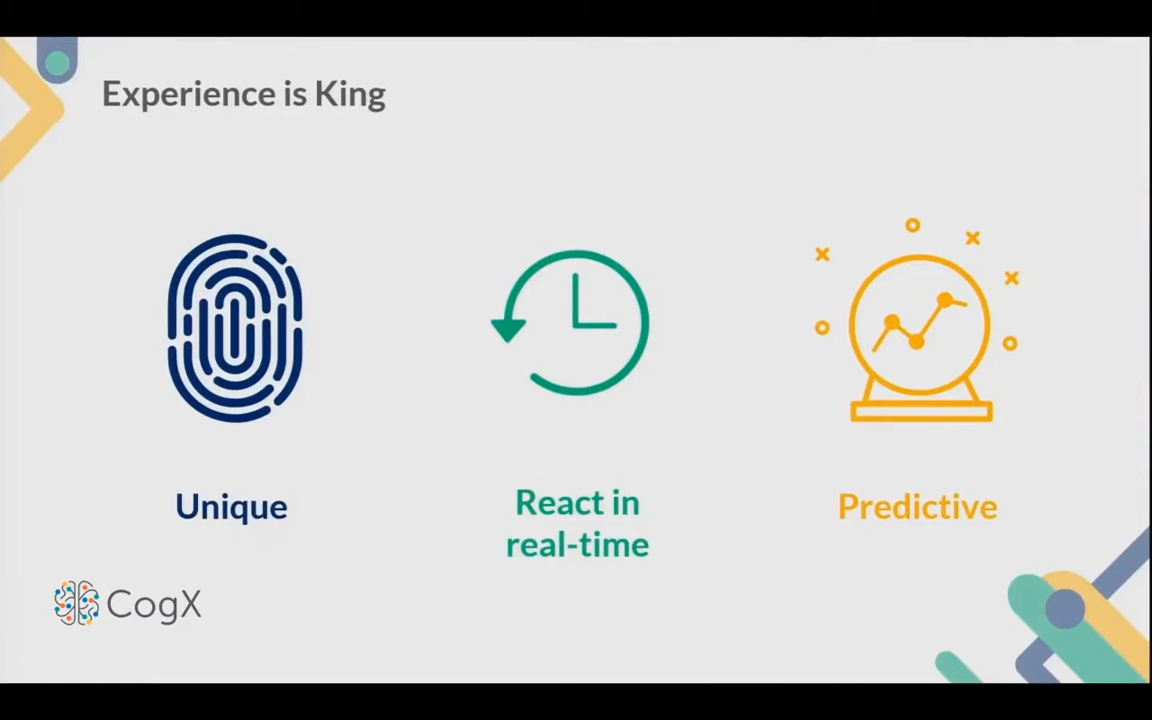 Experience is King
Unique
React in
real-time
Predictive
CogX